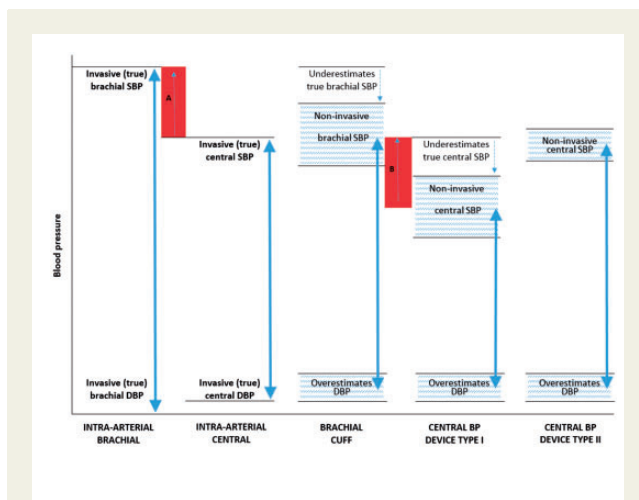 Blood pressure
Invasive (true)
brachial SBP
A
Invasive (true)
central SBP
Underestimates
true brachial SBP
Non-invasive
brachial SBP
B
Underestimates
true central SBP
Non-invasive
central SBP
Non-invasive
central SBP
Invasive (true)
brachial DBP
Invasive (true)
central DBP
Overestimates
DBP
Overestimates
DBP
Overestimates
DBP
INTRA-ARTERIAL
BRACHIAL
INTRA-ARTERIAL
CENTRAL
BRACHIAL
CUFF
CENTRAL BP
DEVICE TYPE I
CENTRAL BP
DEVICE TYPE II